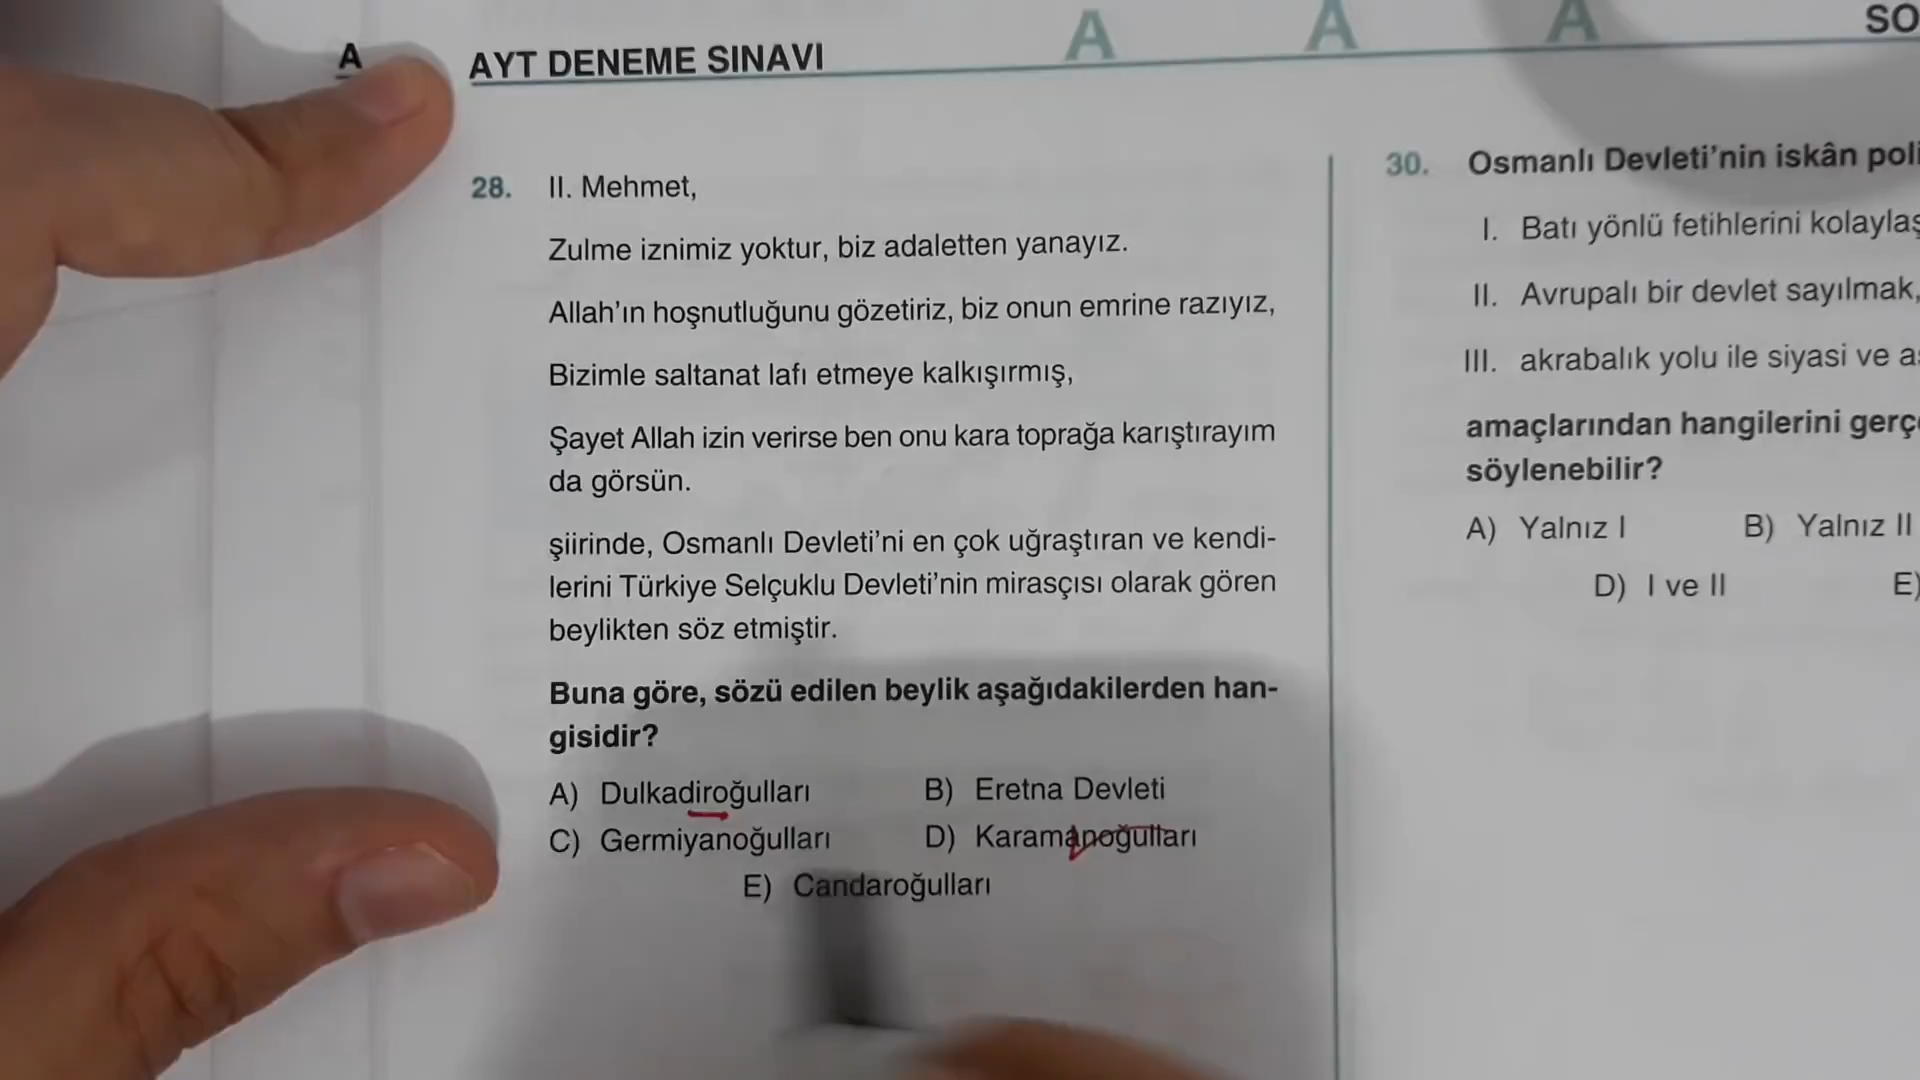 A
AYT DENEME SINAVI
A A A
SO
28. II. Mehmet,
Zulme iznimiz yoktur, biz adaletten yanayız.
Allah'ın hoşnutluğunu gözetiriz, biz onun emrine razıyız,
Bizimle saltanat lafı etmeye kalkışırmış,
Şayet Allah izin verirse ben onu kara toprağa karıştırayım
da görsün.
şiirinde, Osmanlı Devleti'ni en çok uğraştıran ve kendi-
lerini Türkiye Selçuklu Devleti'nin mirasçısı olarak gören
beylikten söz etmiştir.
Buna göre, sözü edilen beylik aşağıdakilerden han-
gisidir?
A) Dulkadiroğulları B) Eretna Devleti
C) Germiyanoğulları D) Karamanoğulları
E) Candaroğulları
30. Osmanlı Devleti'nin iskân poli
I. Batı yönlü fetihlerini kolaylaş
II. Avrupalı bir devlet sayılmak,
III. akrabalık yolu ile siyasi ve a
amaçlarından hangilerini gerç
söylenebilir?
A) Yalnız I B) Yalnız II
D) I ve II E)